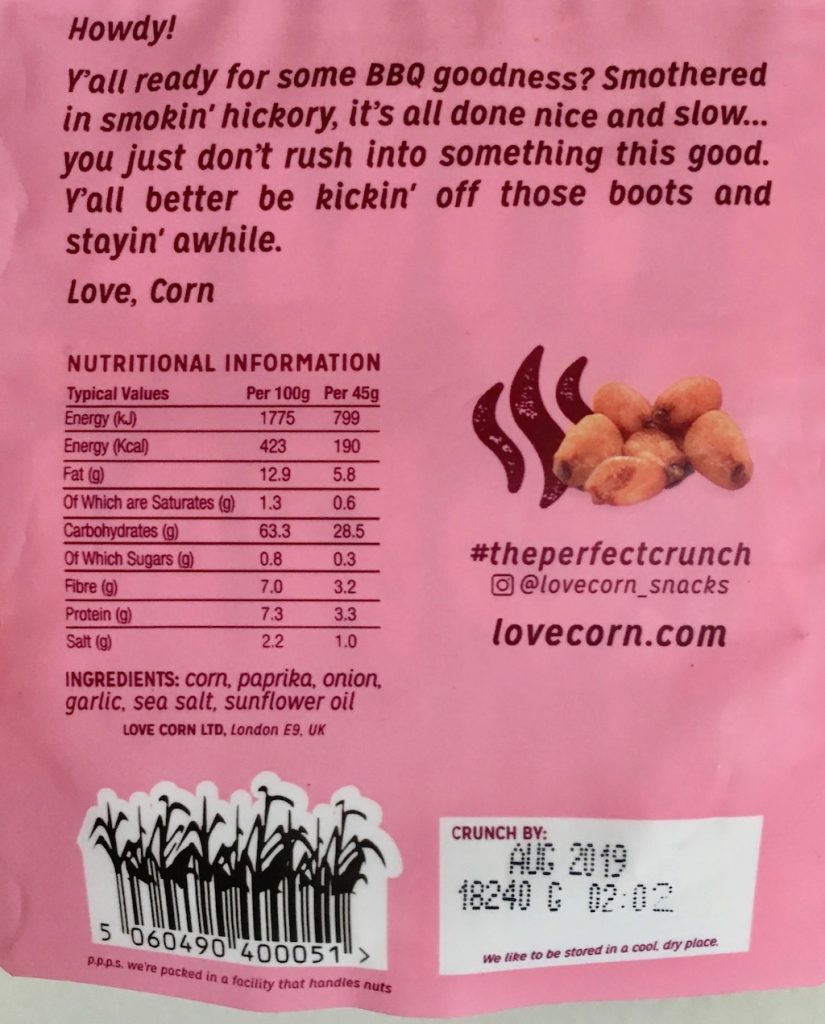 Howdy!
Y'all ready for some BBQ goodness? Smothered
in smokin' hickory, it's all done nice and slow...
you just don't rush into something this good.
Y'all better be kickin' off those boots and
stayin' awhile.
Love, Corn
NUTRITIONAL INFORMATION
Typical Values Per 100g Per 45g
Energy (kJ) 1775 799
Energy (Kcal) 423 190
Fat (g) 12.9 5.8
Of Which are Saturates (g) 1.3 0.6
Carbohydrates (g) 63.3 28.5
Of Which Sugars (g) 0.8 0.3
Fibre (g) 7.0 3.2
Protein (g) 7.3 3.3
Salt (g) 2.2 1.0
INGREDIENTS: corn, paprika, onion,
garlic, sea salt, sunflower oil
LOVE CORN LTD, London E9, UK
#theperfectcrunch
@lovecorn_snacks
lovecorn.com
5 060490 400051 >
p.p.p.s. we're packed in a facility that handles nuts
CRUNCH BY:
AUG 2019
18240 G 02:02
We like to be stored in a cool, dry place.